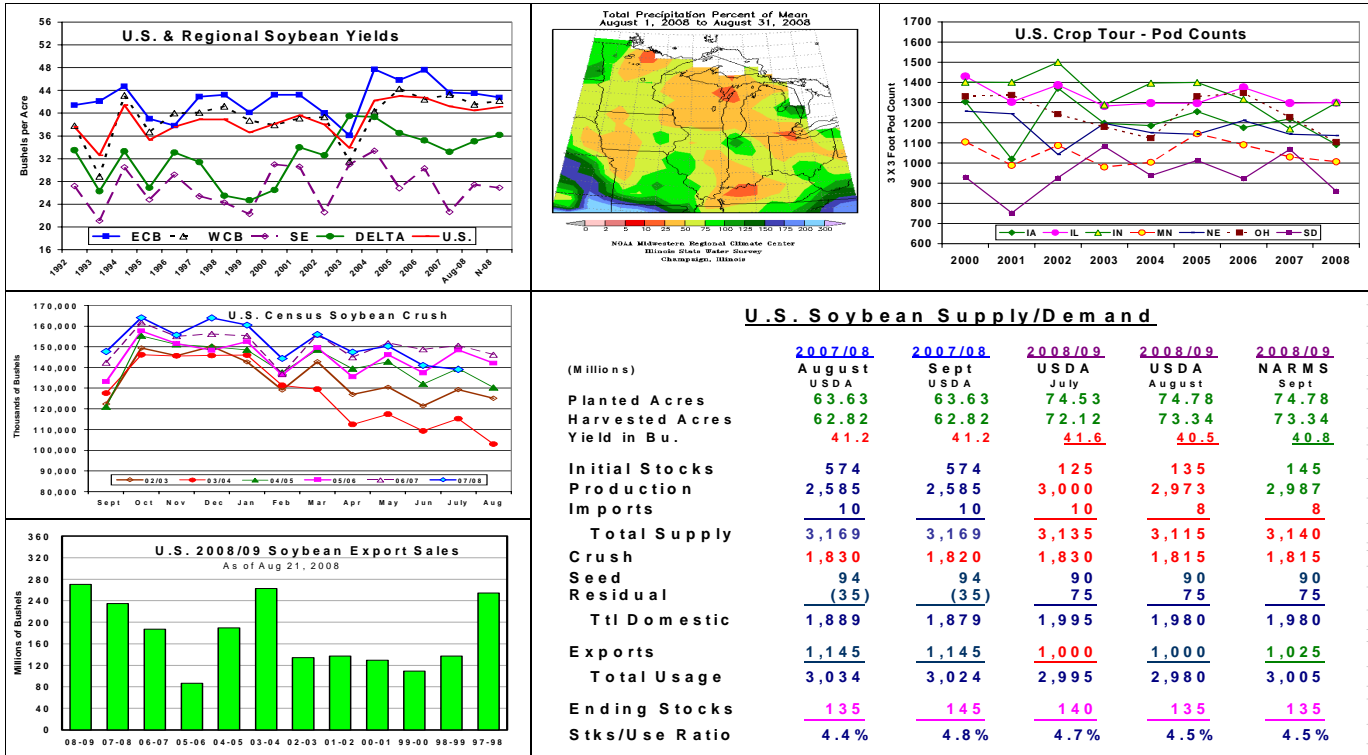 U.S. & Regional Soybean Yields
Bushels per Acre
56
52
48
44
40
36
32
28
24
20
16
ECB WCB SE DELTA U.S.
1992 1993 1994 1995 1996 1997 1998 1999 2000 2001 2002 2003 2004 2005 2006 2007 Aug-08 N-08
Total Precipitation Percent of Mean
August 1, 2008 to August 31, 2008
0 2 5 10 25 50 75 100 125 150 175 200 300
NOAA Midwestern Regional Climate Center
Illinois State Water Survey
Champaign, Illinois
U.S. Crop Tour - Pod Counts
3 X 3 Foot Pod Count
1700
1600
1500
1400
1300
1200
1100
1000
900
800
700
600
IA IL IN MN NE OH SD
2000 2001 2002 2003 2004 2005 2006 2007 2008
U.S. Census Soybean Crush
Thousands of Bushels
170,000
160,000
150,000
140,000
130,000
120,000
110,000
100,000
90,000
80,000
02/03 03/04 04/05 05/06 06/07 07/08
Sept Oct Nov Dec Jan Feb Mar Apr May Jun July Aug
U.S. 2008/09 Soybean Export Sales
As of Aug 21, 2008
Millions of Bushels
360
320
280
240
200
160
120
80
40
0
08-09 07-08 06-07 05-06 04-05 03-04 02-03 01-02 00-01 99-00 98-99 97-98
U.S. Soybean Supply/Demand
2007/08 2007/08 2008/09 2008/09 2008/09
(Millions) August Sept USDA USDA NARMS
USDA USDA July August Sept
Planted Acres 63.63 63.63 74.53 74.78 74.78
Harvested Acres 62.82 62.82 72.12 73.34 73.34
Yield in Bu. 41.2 41.2 41.6 40.5 40.8
Initial Stocks 574 574 125 135 145
Production 2,585 2,585 3,000 2,973 2,987
Imports 10 10 10 8 8
Total Supply 3,169 3,169 3,135 3,115 3,140
Crush 1,830 1,820 1,830 1,815 1,815
Seed 94 94 90 90 90
Residual (35) (35) 75 75 75
Ttl Domestic 1,889 1,879 1,995 1,980 1,980
Exports 1,145 1,145 1,000 1,000 1,025
Total Usage 3,034 3,024 2,995 2,980 3,005
Ending Stocks 135 145 140 135 135
Stks/Use Ratio 4.4% 4.8% 4.7% 4.5% 4.5%